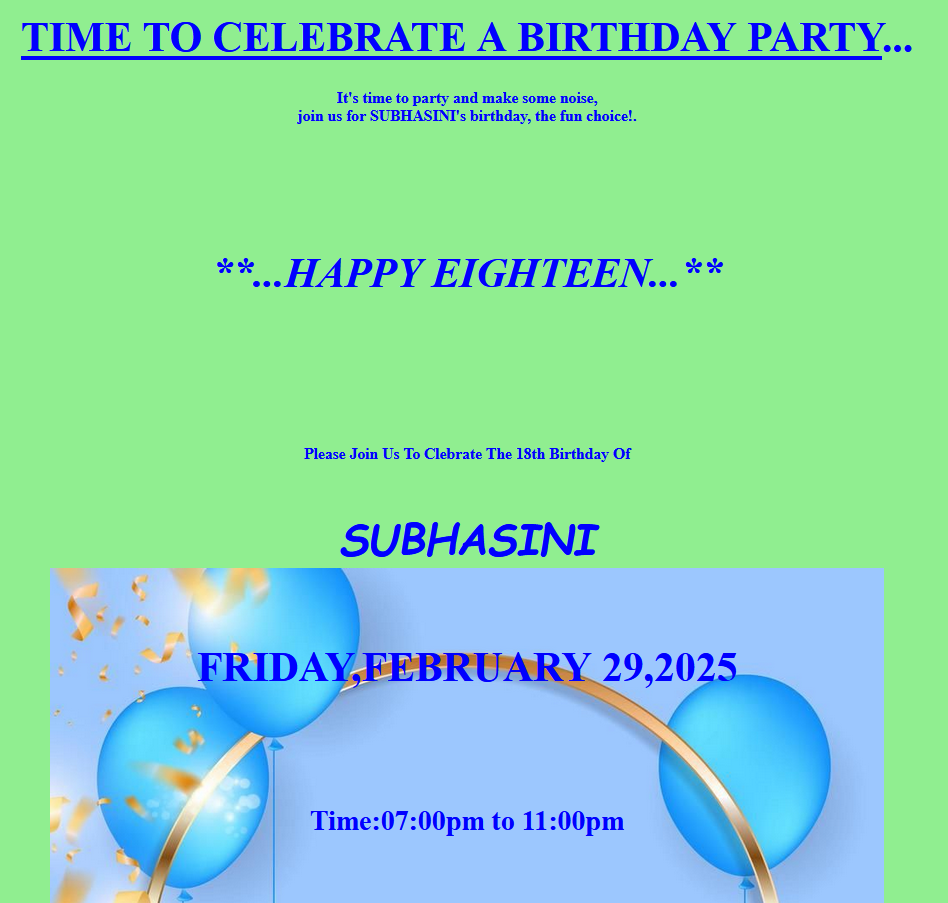 TIME TO CELEBRATE A BIRTHDAY PARTY...
It's time to party and make some noise,
join us for SUBHASINI's birthday, the fun choice!.
**...HAPPY EIGHTEEN...**
Please Join Us To Clebrate The 18th Birthday Of
SUBHASINI
FRIDAY,FEBRUARY 29,2025
Time:07:00pm to 11:00pm